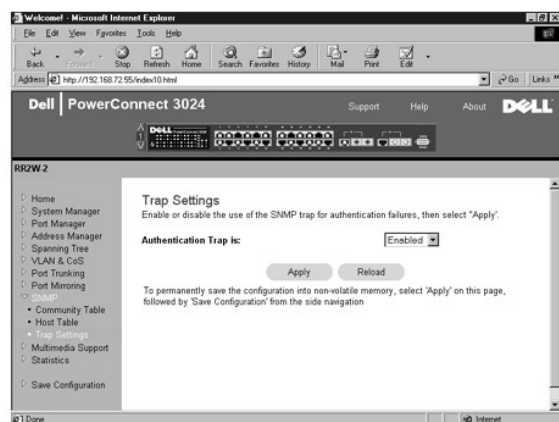 Welcome! - Microsoft Internet Explorer
File Edit View Favorites Tools Help
Back Forward Stop Refresh Home Search Favorites History Mail Print Edit
Address http://192.168.72.55/index10.html Go Links »
Dell | PowerConnect 3024 Support Help About DELL
DELL
1
RR2W-2
Home
System Manager
Port Manager
Address Manager
Spanning Tree
VLAN & CoS
Port Trunking
Port Mirroring
SNMP
• Community Table
• Host Table
• Trap Settings
Multimedia Support
Statistics
Save Configuration
Trap Settings
Enable or disable the use of the SNMP trap for authentication failures, then select "Apply'.
Authentication Trap is: Enabled
Apply Reload
To permanently save the configuration into non-volatile memory, select 'Apply' on this page,
followed by 'Save Configuration' from the side navigation
Done Internet